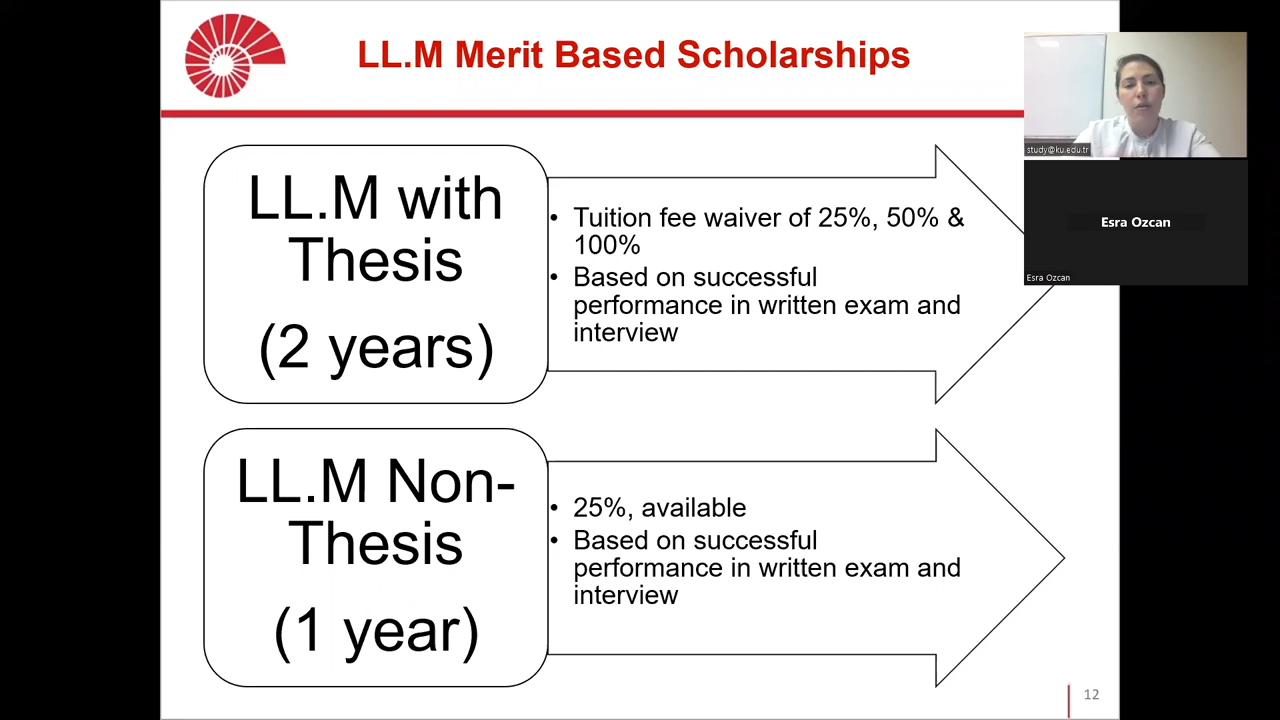 LL.M Merit Based Scholarships
LL.M with
Thesis
(2 years)
• Tuition fee waiver of 25%, 50% &
100%
• Based on successful
performance in written exam and
interview
LL.M Non-
Thesis
(1 year)
• 25%, available
• Based on successful
performance in written exam and
interview
12
study@ku.edu.tr
Esra Ozcan
Esra Ozcan